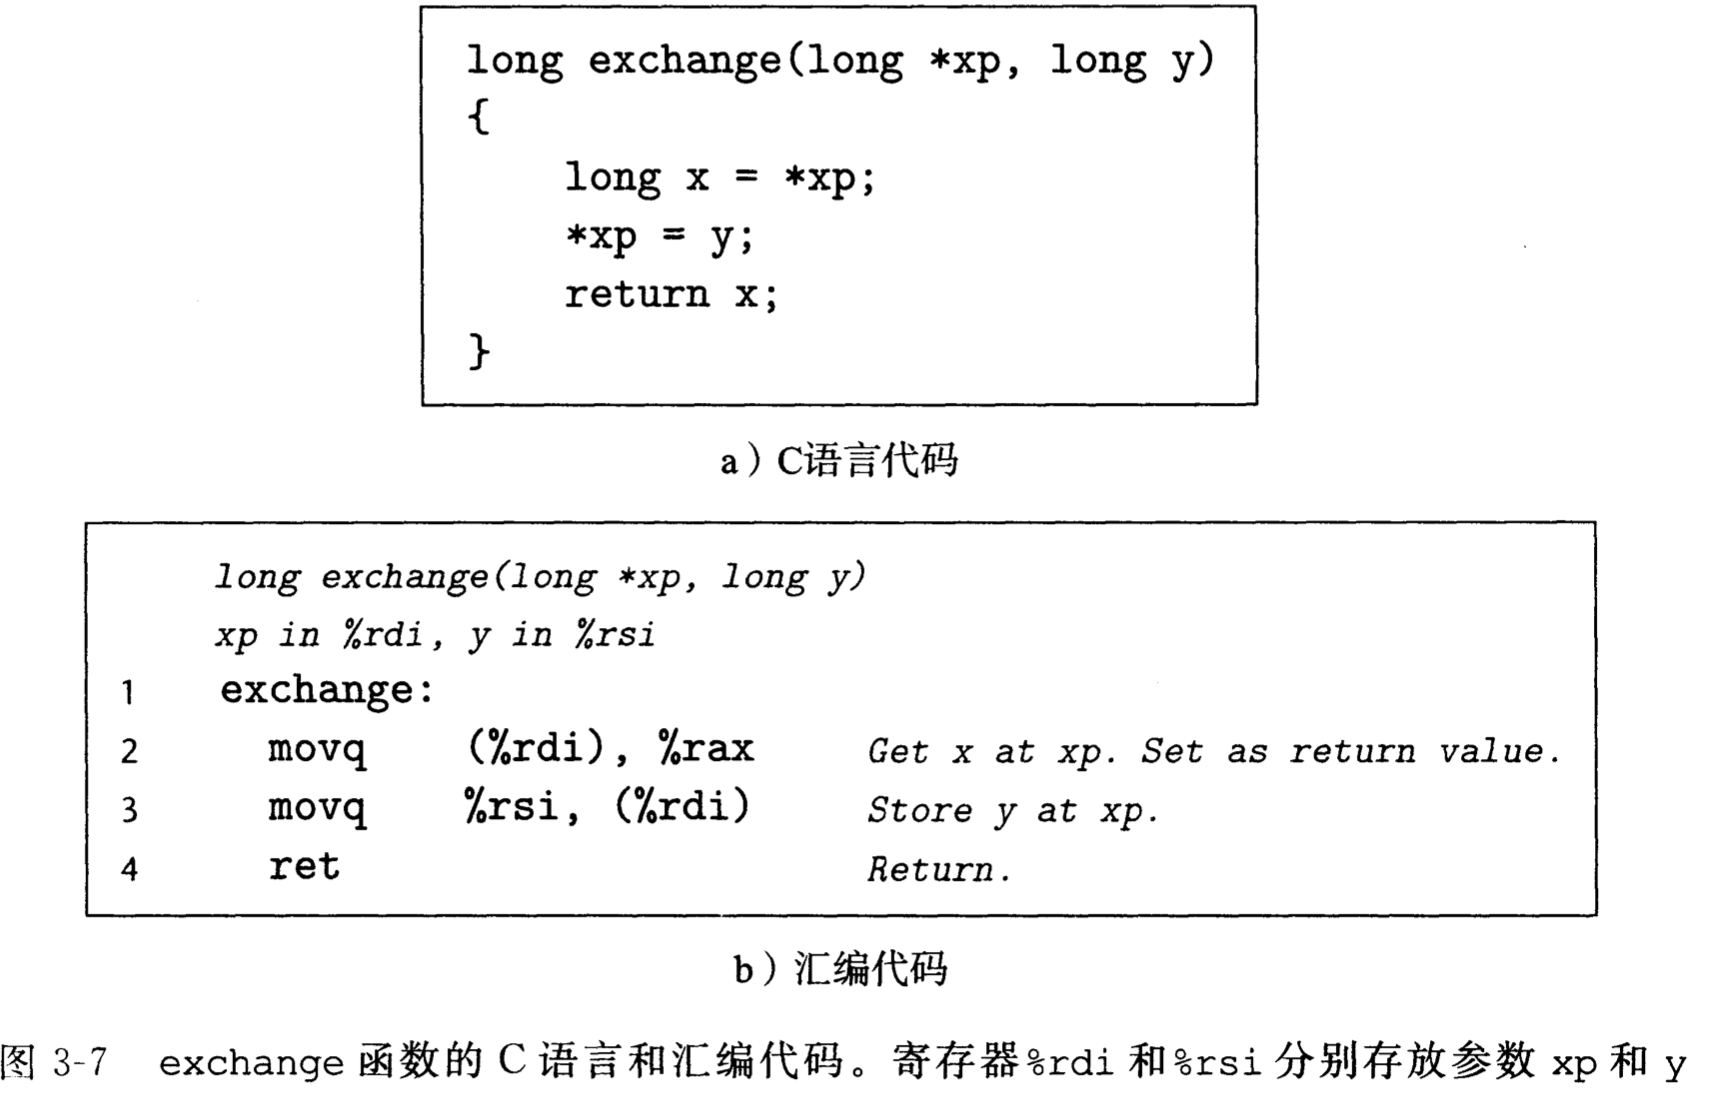 long exchange(long *xp, long y)
{
    long x = *xp;
    *xp = y;
    return x;
}
a）C语言代码
long exchange(long *xp, long y)
xp in %rdi, y in %rsi
1 exchange:
2 movq (%rdi), %rax Get x at xp. Set as return value.
3 movq %rsi, (%rdi) Store y at xp.
4 ret Return.
b）汇编代码
图 3-7 exchange 函数的 C 语言和汇编代码。寄存器%rdi 和%rsi 分别存放参数 xp 和 y